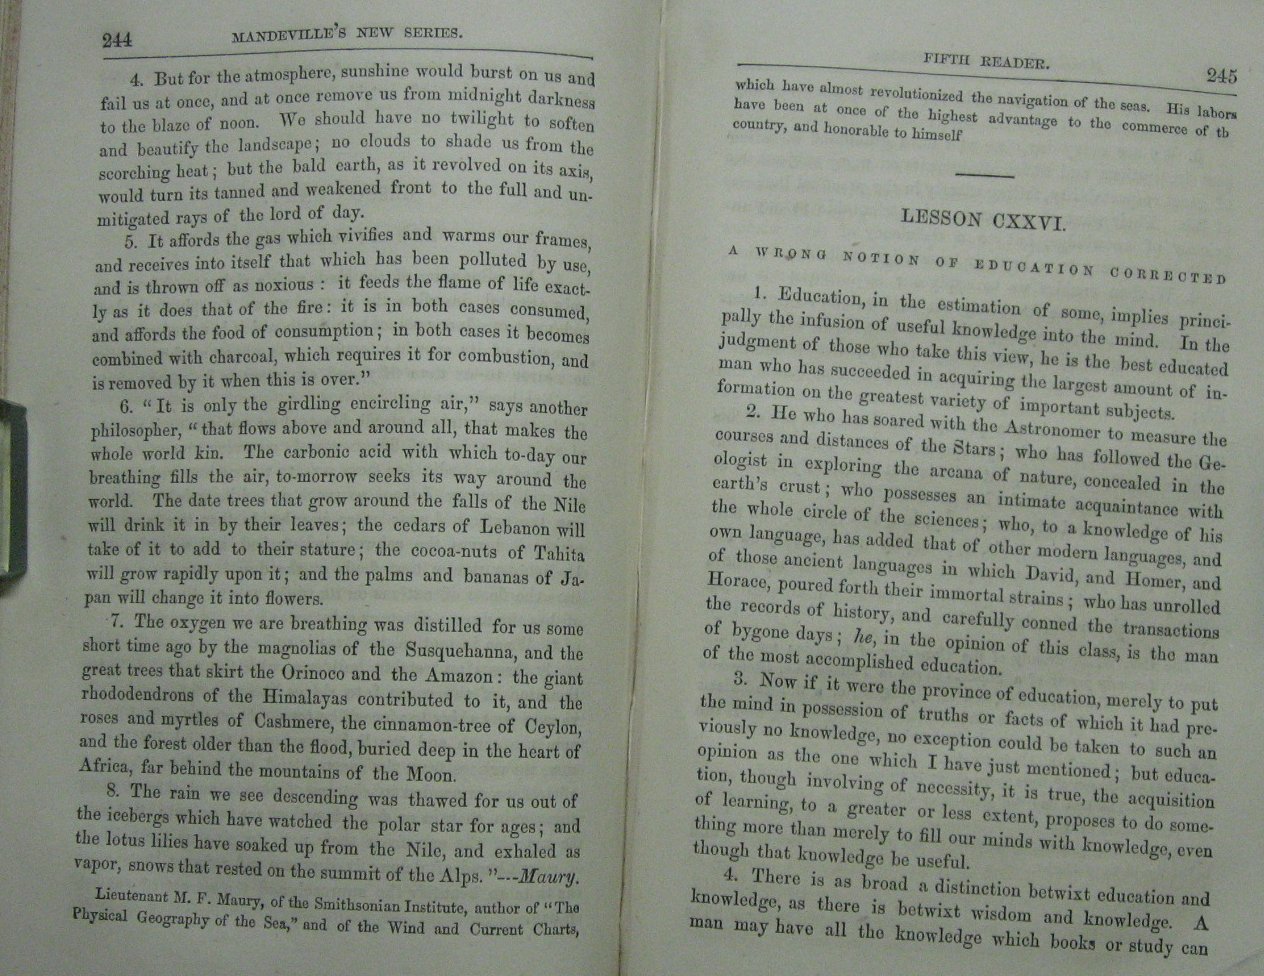 244
MANDEVILLE'S NEW SERIES.
4. But for the atmosphere, sunshine would burst on us and
fail us at once, and at once remove us from midnight darkness
to the blaze of noon. We should have no twilight to soften
and beautify the landscape; no clouds to shade us from the
scorching heat; but the bald earth, as it revolved on its axis,
would turn its tanned and weakened front to the full and un-
mitigated rays of the lord of day.
5. It affords the gas which vivifies and warms our frames,
and receives into itself that which has been polluted by use,
and is thrown off as noxious: it feeds the flame of life exact-
ly as it does that of the fire: it is in both cases consumed,
and affords the food of consumption; in both cases it becomes
combined with charcoal, which requires it for combustion, and
is removed by it when this is over."
6. "It is only the girdling encircling air," says another
philosopher, "that flows above and around all, that makes the
whole world kin. The carbonic acid with which to-day our
breathing fills the air, to-morrow seeks its way around the
world. The date trees that grow around the falls of the Nile
will drink it in by their leaves; the cedars of Lebanon will
take of it to add to their stature; the cocoa-nuts of Tahita
will grow rapidly upon it; and the palms and bananas of Ja-
pan will change it into flowers.
7. The oxygen we are breathing was distilled for us some
short time ago by the magnolias of the Susquehanna, and the
great trees that skirt the Orinoco and the Amazon: the giant
rhododendrons of the Himalayas contributed to it, and the
roses and myrtles of Cashmere, the cinnamon-tree of Ceylon,
and the forest older than the flood, buried deep in the heart of
Africa, far behind the mountains of the Moon.
8. The rain we see descending was thawed for us out of
the icebergs which have watched the polar star for ages; and
the lotus lilies have soaked up from the Nile, and exhaled as
vapor, snows that rested on the summit of the Alps. "---Maury.
Lieutenant M. F. Maury, of the Smithsonian Institute, author of "The
Physical Geography of the Sea," and of the Wind and Current Charts,
FIFTH READER.
245
which have almost revolutionized the navigation of the seas. His labors
have been at once of the highest advantage to the commerce of th
country, and honorable to himself
LESSON CXXVI.
A WRONG NOTION OF EDUCATION CORRECTED
1. Education, in the estimation of some, implies princi-
pally the infusion of useful knowledge into the mind. In the
judgment of those who take this view, he is the best educated
man who has succeeded in acquiring the largest amount of in-
formation on the greatest variety of important subjects.
2. He who has soared with the Astronomer to measure the
courses and distances of the Stars; who has followed the Ge-
ologist in exploring the arcana of nature, concealed in the
earth's crust; who possesses an intimate acquaintance with
the whole circle of the sciences; who, to a knowledge of his
own language, has added that of other modern languages, and
of those ancient languages in which David, and Homer, and
Horace, poured forth their immortal strains; who has unrolled
the records of history, and carefully conned the transactions
of bygone days; he, in the opinion of this class, is the man
of the most accomplished education.
3. Now if it were the province of education, merely to put
the mind in possession of truths or facts of which it had pre-
viously no knowledge, no exception could be taken to such an
opinion as the one which I have just mentioned; but educa-
tion, though involving of necessity, it is true, the acquisition
of learning, to a greater or less extent, proposes to do some-
thing more than merely to fill our minds with knowledge, even
though that knowledge be useful.
4. There is as broad a distinction betwixt education and
knowledge, as there is betwixt wisdom and knowledge. A
man may have all the knowledge which books or study can